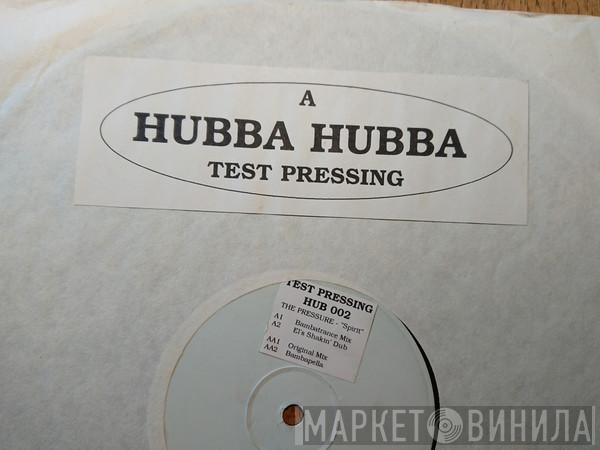 A
HUBBA HUBBA
TEST PRESSING
TEST PRESSING
HUB 002
THE PRESSURE - "Spirit"
A1 Bambatrance Mix
A2 El's Shakin' Dub
AA1 Original Mix
AA2 Bambapella
МАРКЕТ ВИНИЛА